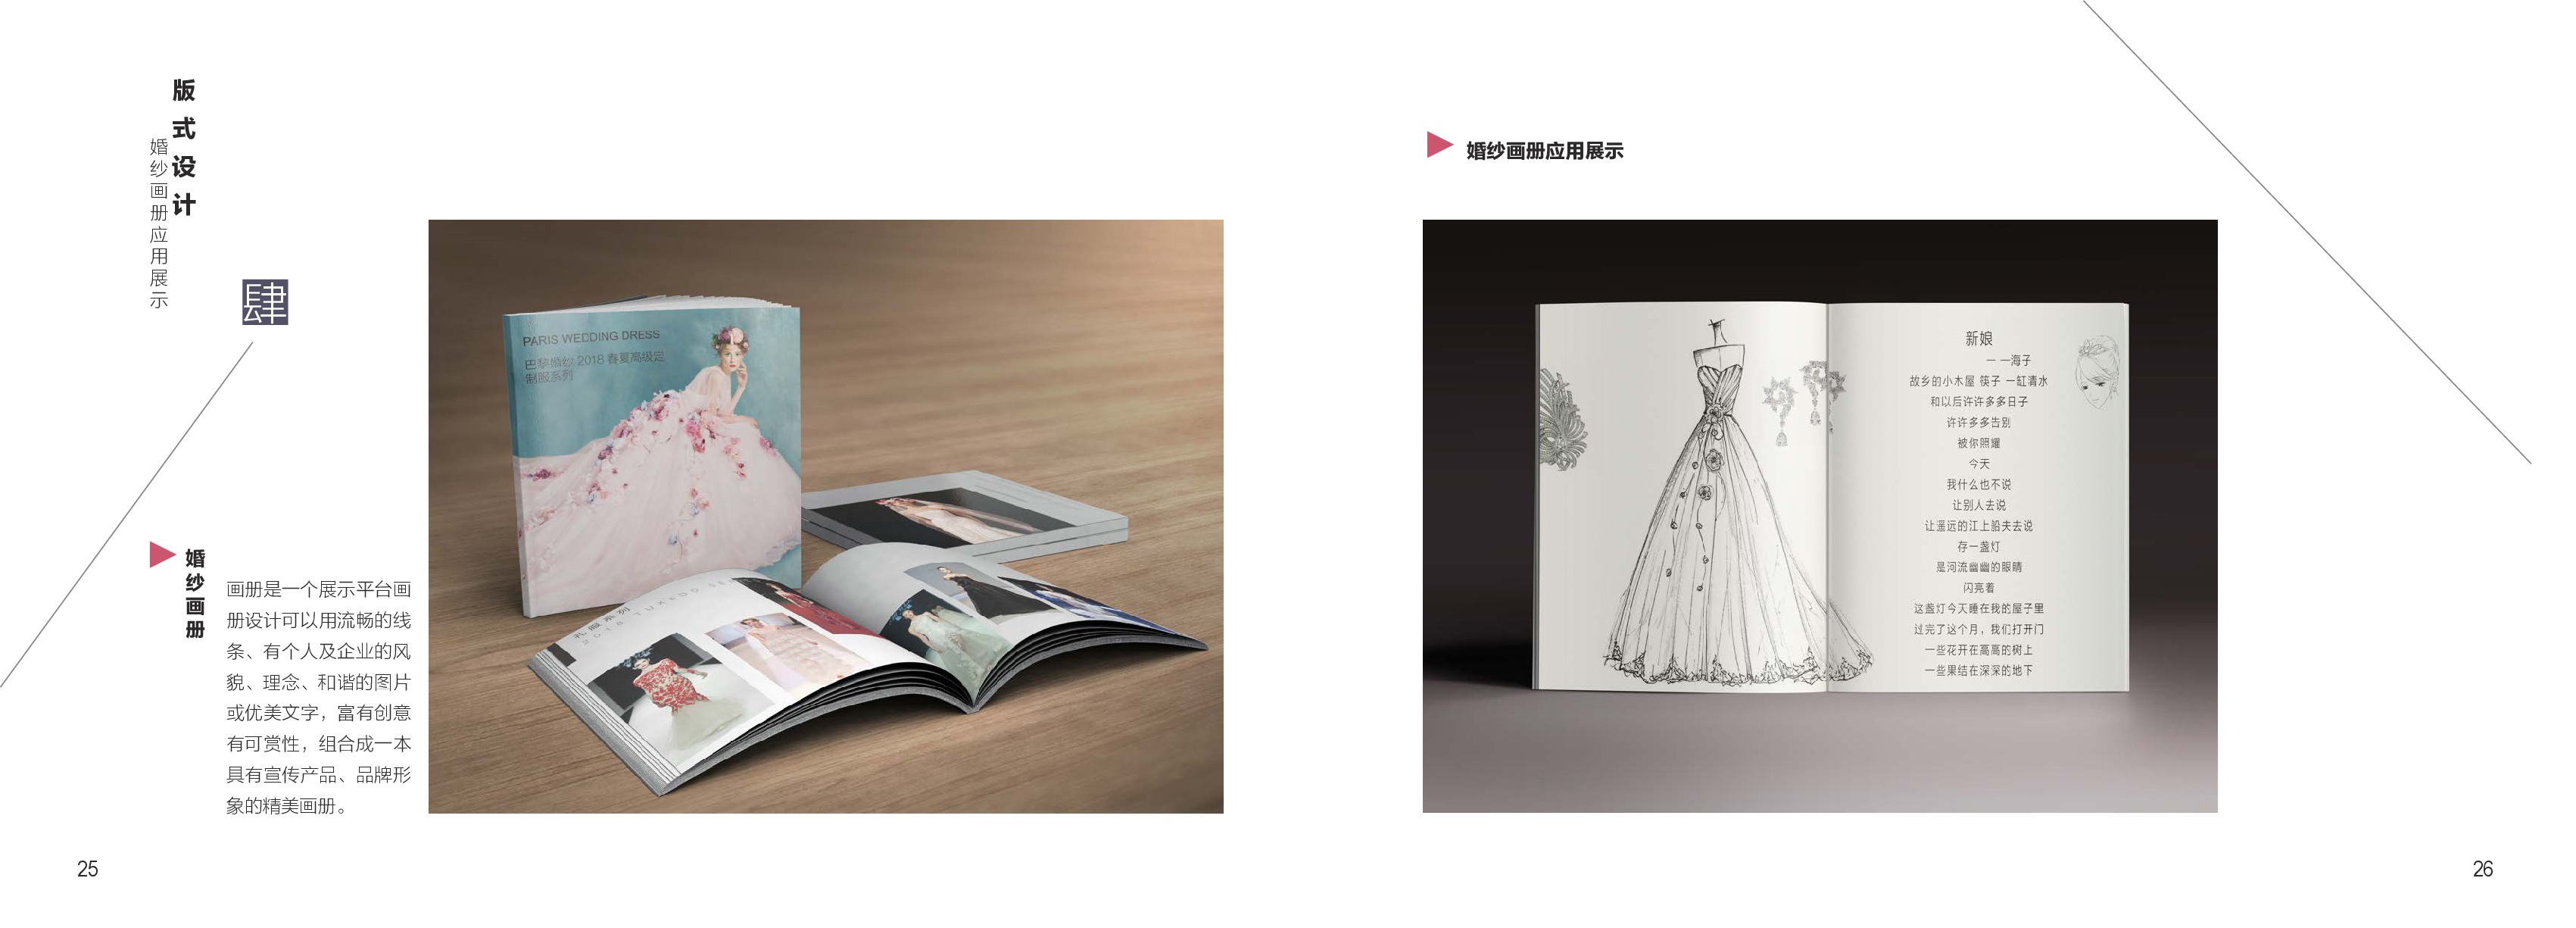 版式设计
婚纱画册应用展示
肆
婚纱画册
画册是一个展示平台画
册设计可以用流畅的线
条、有个人及企业的风
貌、理念、和谐的图片
或优美文字，富有创意
有可赏性，组合成一本
具有宣传产品、品牌形
象的精美画册。
PARIS WEDDING DRESS
巴黎婚纱 2018 春夏高级定
制服系列
礼服系列
2018 TUXEDO SE
25
婚纱画册应用展示
新娘
一 一海子
故乡的小木屋 筷子 一缸清水
和以后许许多多日子
许许多多告别
被你照耀
今天
我什么也不说
让别人去说
让遥远的江上船夫去说
存一盏灯
是河流幽幽的眼睛
闪亮着
这盏灯今天睡在我的屋子里
过完了这个月，我们打开门
一些花开在高高的树上
一些果结在深深的地下
26